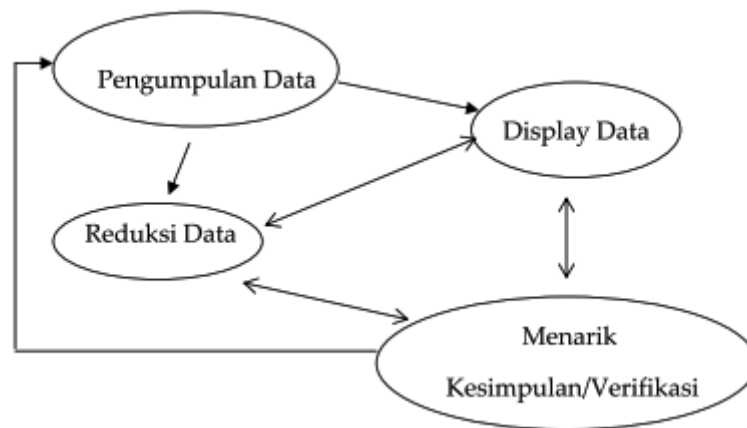 Pengumpulan Data
Display Data
Reduksi Data
Menarik
Kesimpulan/Verifikasi